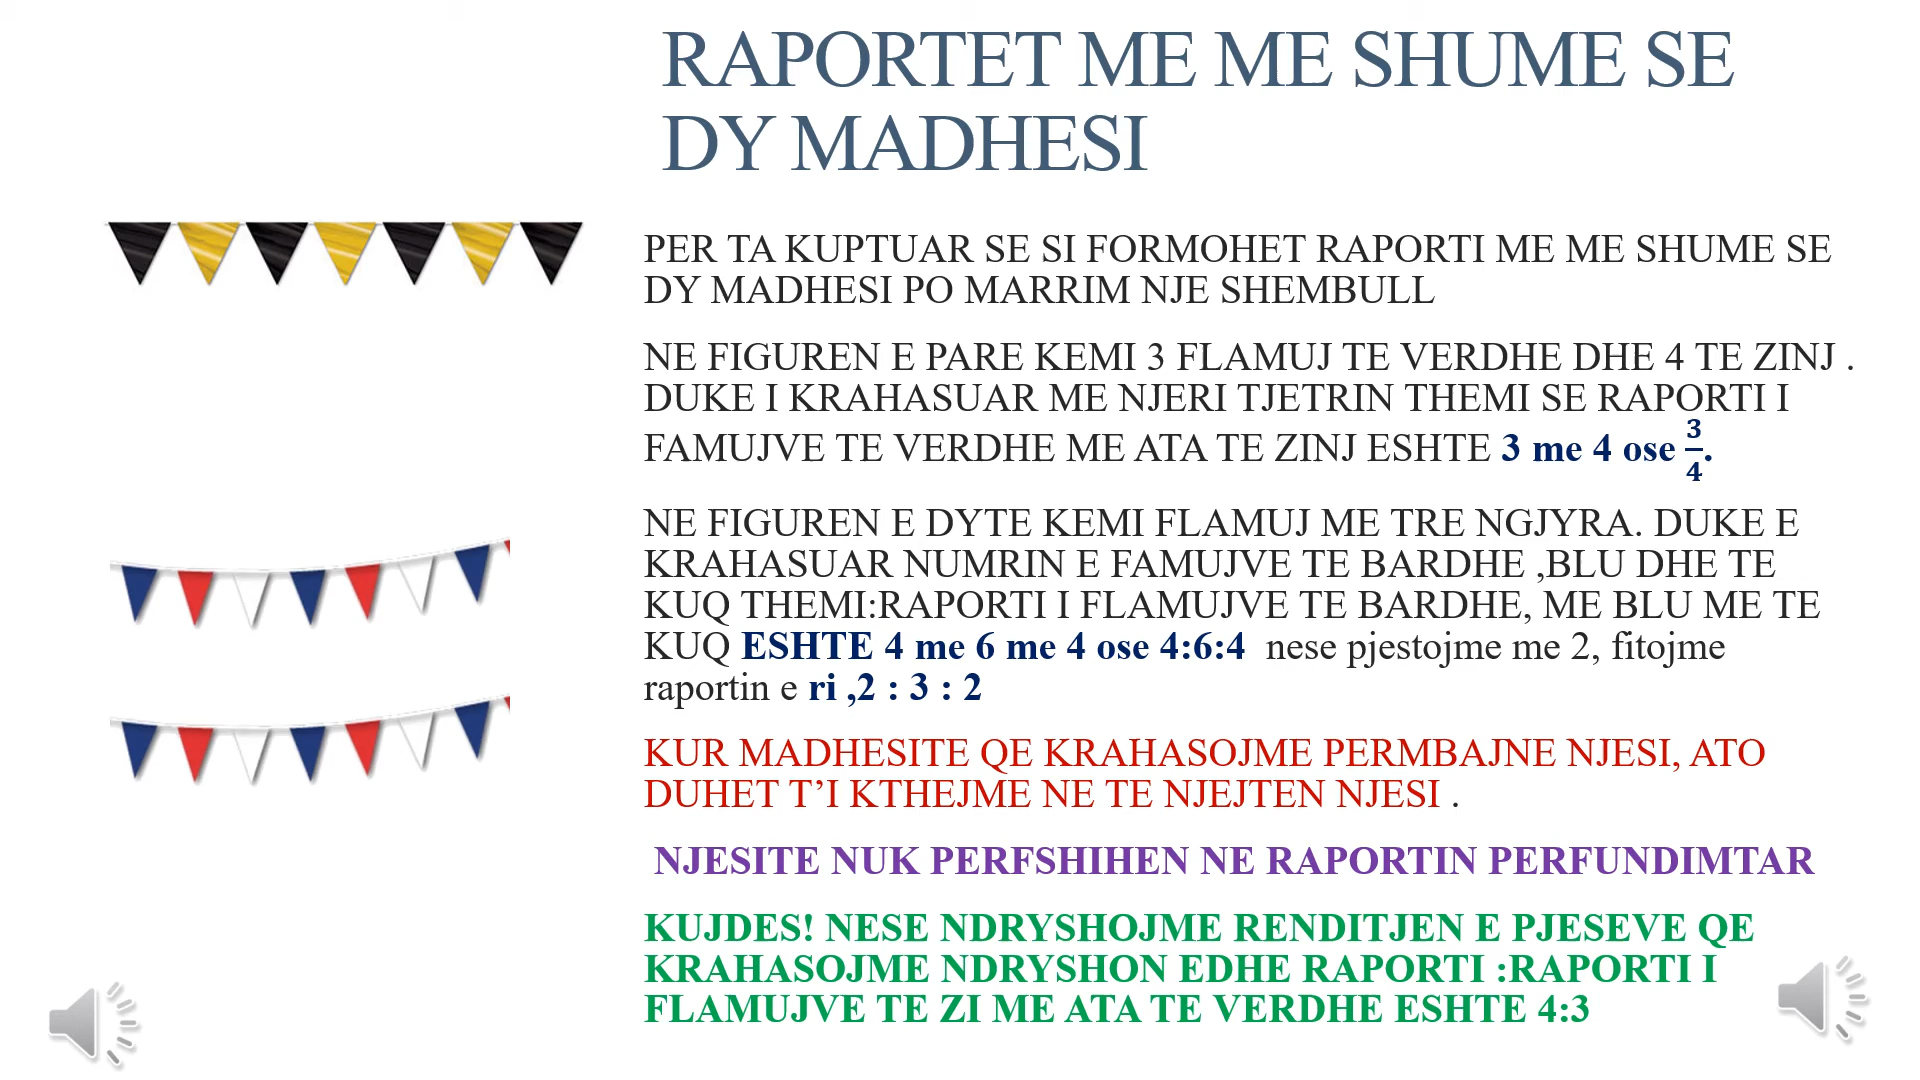 RAPORTET ME ME SHUME SE
DY MADHESI
PER TA KUPTUAR SE SI FORMOHET RAPORTI ME ME SHUME SE
DY MADHESI PO MARRIM NJE SHEMBULL
NE FIGUREN E PARE KEMI 3 FLAMUJ TE VERDHE DHE 4 TE ZINJ .
DUKE I KRAHASUAR ME NJERI TJETRIN THEMI SE RAPORTI I
FAMUJVE TE VERDHE ME ATA TE ZINJ ESHTE 3 me 4 ose 3/4.
NE FIGUREN E DYTE KEMI FLAMUJ ME TRE NGJYRA. DUKE E
KRAHASUAR NUMRIN E FAMUJVE TE BARDHE ,BLU DHE TE
KUQ THEMI:RAPORTI I FLAMUJVE TE BARDHE, ME BLU ME TE
KUQ ESHTE 4 me 6 me 4 ose 4:6:4 nese pjestojme me 2, fitojme
raportin e ri ,2 : 3 : 2
KUR MADHESITE QE KRAHASOJME PERMBAJNE NJESI, ATO
DUHET T’I KTHEJME NE TE NJEJTEN NJESI .
NJESITE NUK PERFSHIHEN NE RAPORTIN PERFUNDIMTAR
KUJDES! NESE NDRYSHOJME RENDITJEN E PJESEVE QE
KRAHASOJME NDRYSHON EDHE RAPORTI :RAPORTI I
FLAMUJVE TE ZI ME ATA TE VERDHE ESHTE 4:3